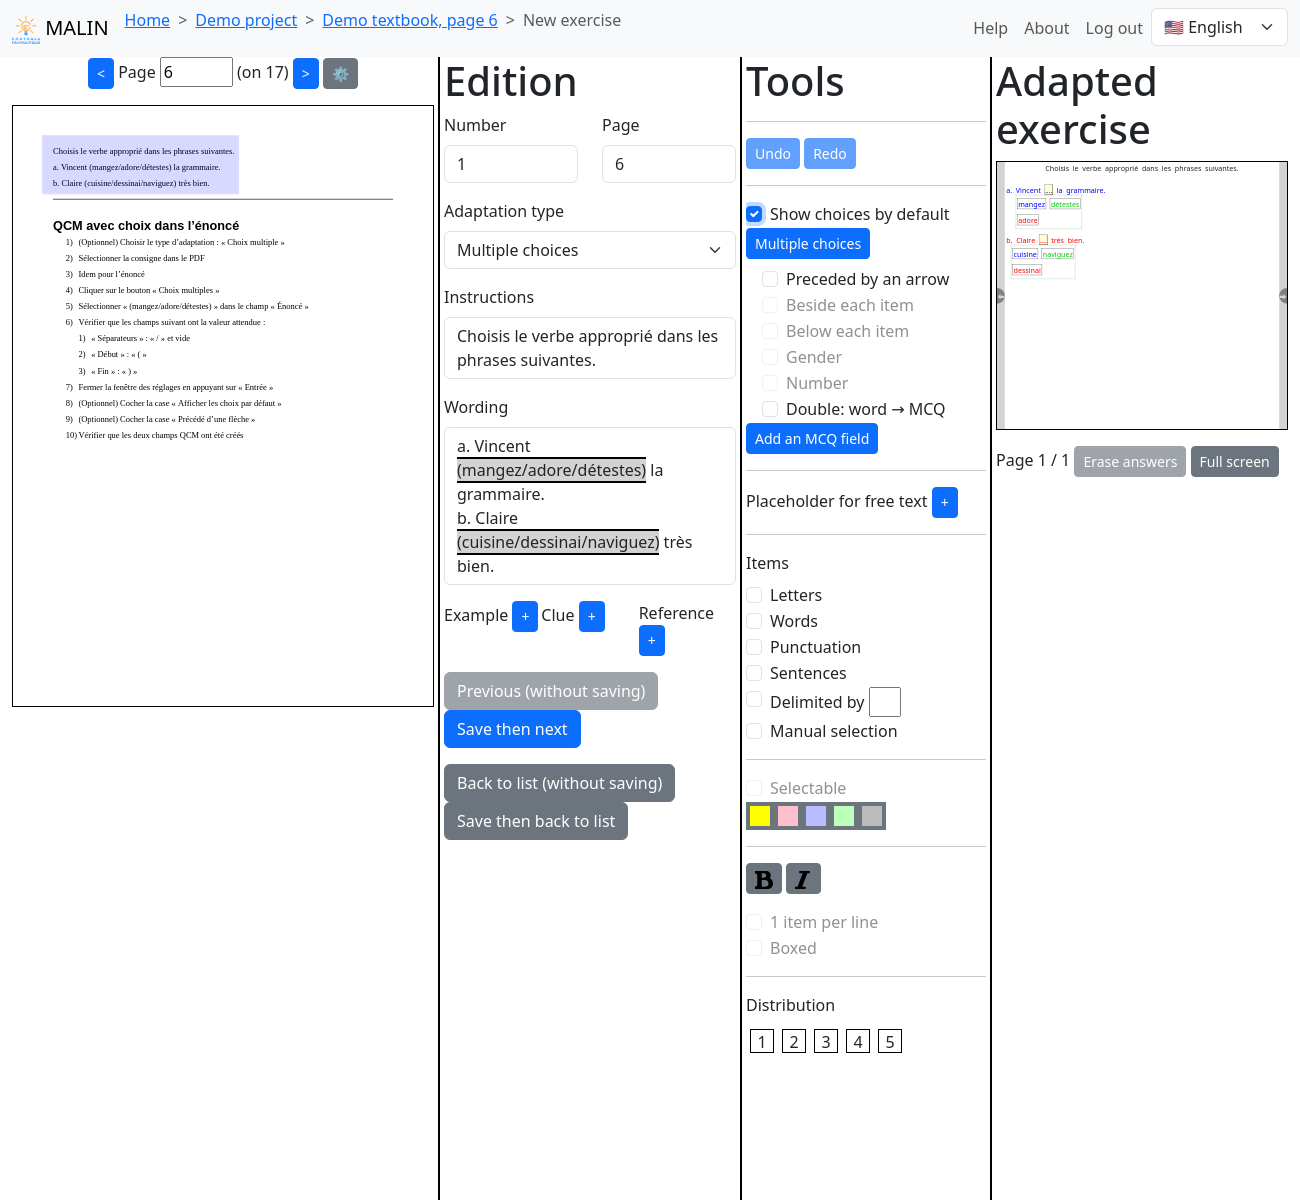 MALIN
Home > Demo project > Demo textbook, page 6 > New exercise
Help About Log out 🇺🇸 English
< Page 6 (on 17) > ⚙️
Choisis le verbe approprié dans les phrases suivantes.
a. Vincent (mangez/adore/détestes) la grammaire.
b. Claire (cuisine/dessinai/naviguez) très bien.
QCM avec choix dans l'énoncé
1) (Optionnel) Choisir le type d'adaptation : « Choix multiple »
2) Sélectionner la consigne dans le PDF
3) Idem pour l'énoncé
4) Cliquer sur le bouton « Choix multiples »
5) Sélectionner « (mangez/adore/détestes) » dans le champ « Énoncé »
6) Vérifier que les champs suivant ont la valeur attendue :
1) « Séparateurs » : « / » et vide
2) « Début » : « ( »
3) « Fin » : « ) »
7) Fermer la fenêtre des réglages en appuyant sur « Entrée »
8) (Optionnel) Cocher la case « Afficher les choix par défaut »
9) (Optionnel) Cocher la case « Précédé d'une flèche »
10) Vérifier que les deux champs QCM ont été créés
Edition
Number Page
1 6
Adaptation type
Multiple choices
Instructions
Choisis le verbe approprié dans les
phrases suivantes.
Wording
a. Vincent
(mangez/adore/détestes) la
grammaire.
b. Claire
(cuisine/dessinai/naviguez) très
bien.
Example + Clue + Reference
+
Previous (without saving)
Save then next
Back to list (without saving)
Save then back to list
Tools
Undo Redo
Show choices by default
Multiple choices
Preceded by an arrow
Beside each item
Below each item
Gender
Number
Double: word → MCQ
Add an MCQ field
Placeholder for free text +
Items
Letters
Words
Punctuation
Sentences
Delimited by
Manual selection
Selectable
B I
1 item per line
Boxed
Distribution
1 2 3 4 5
Adapted
exercise
Choisis le verbe approprié dans les phrases suivantes.
a. Vincent ... la grammaire.
mangez détestes
adore
b. Claire ... très bien.
cuisine naviguez
dessinai
Page 1 / 1 Erase answers Full screen